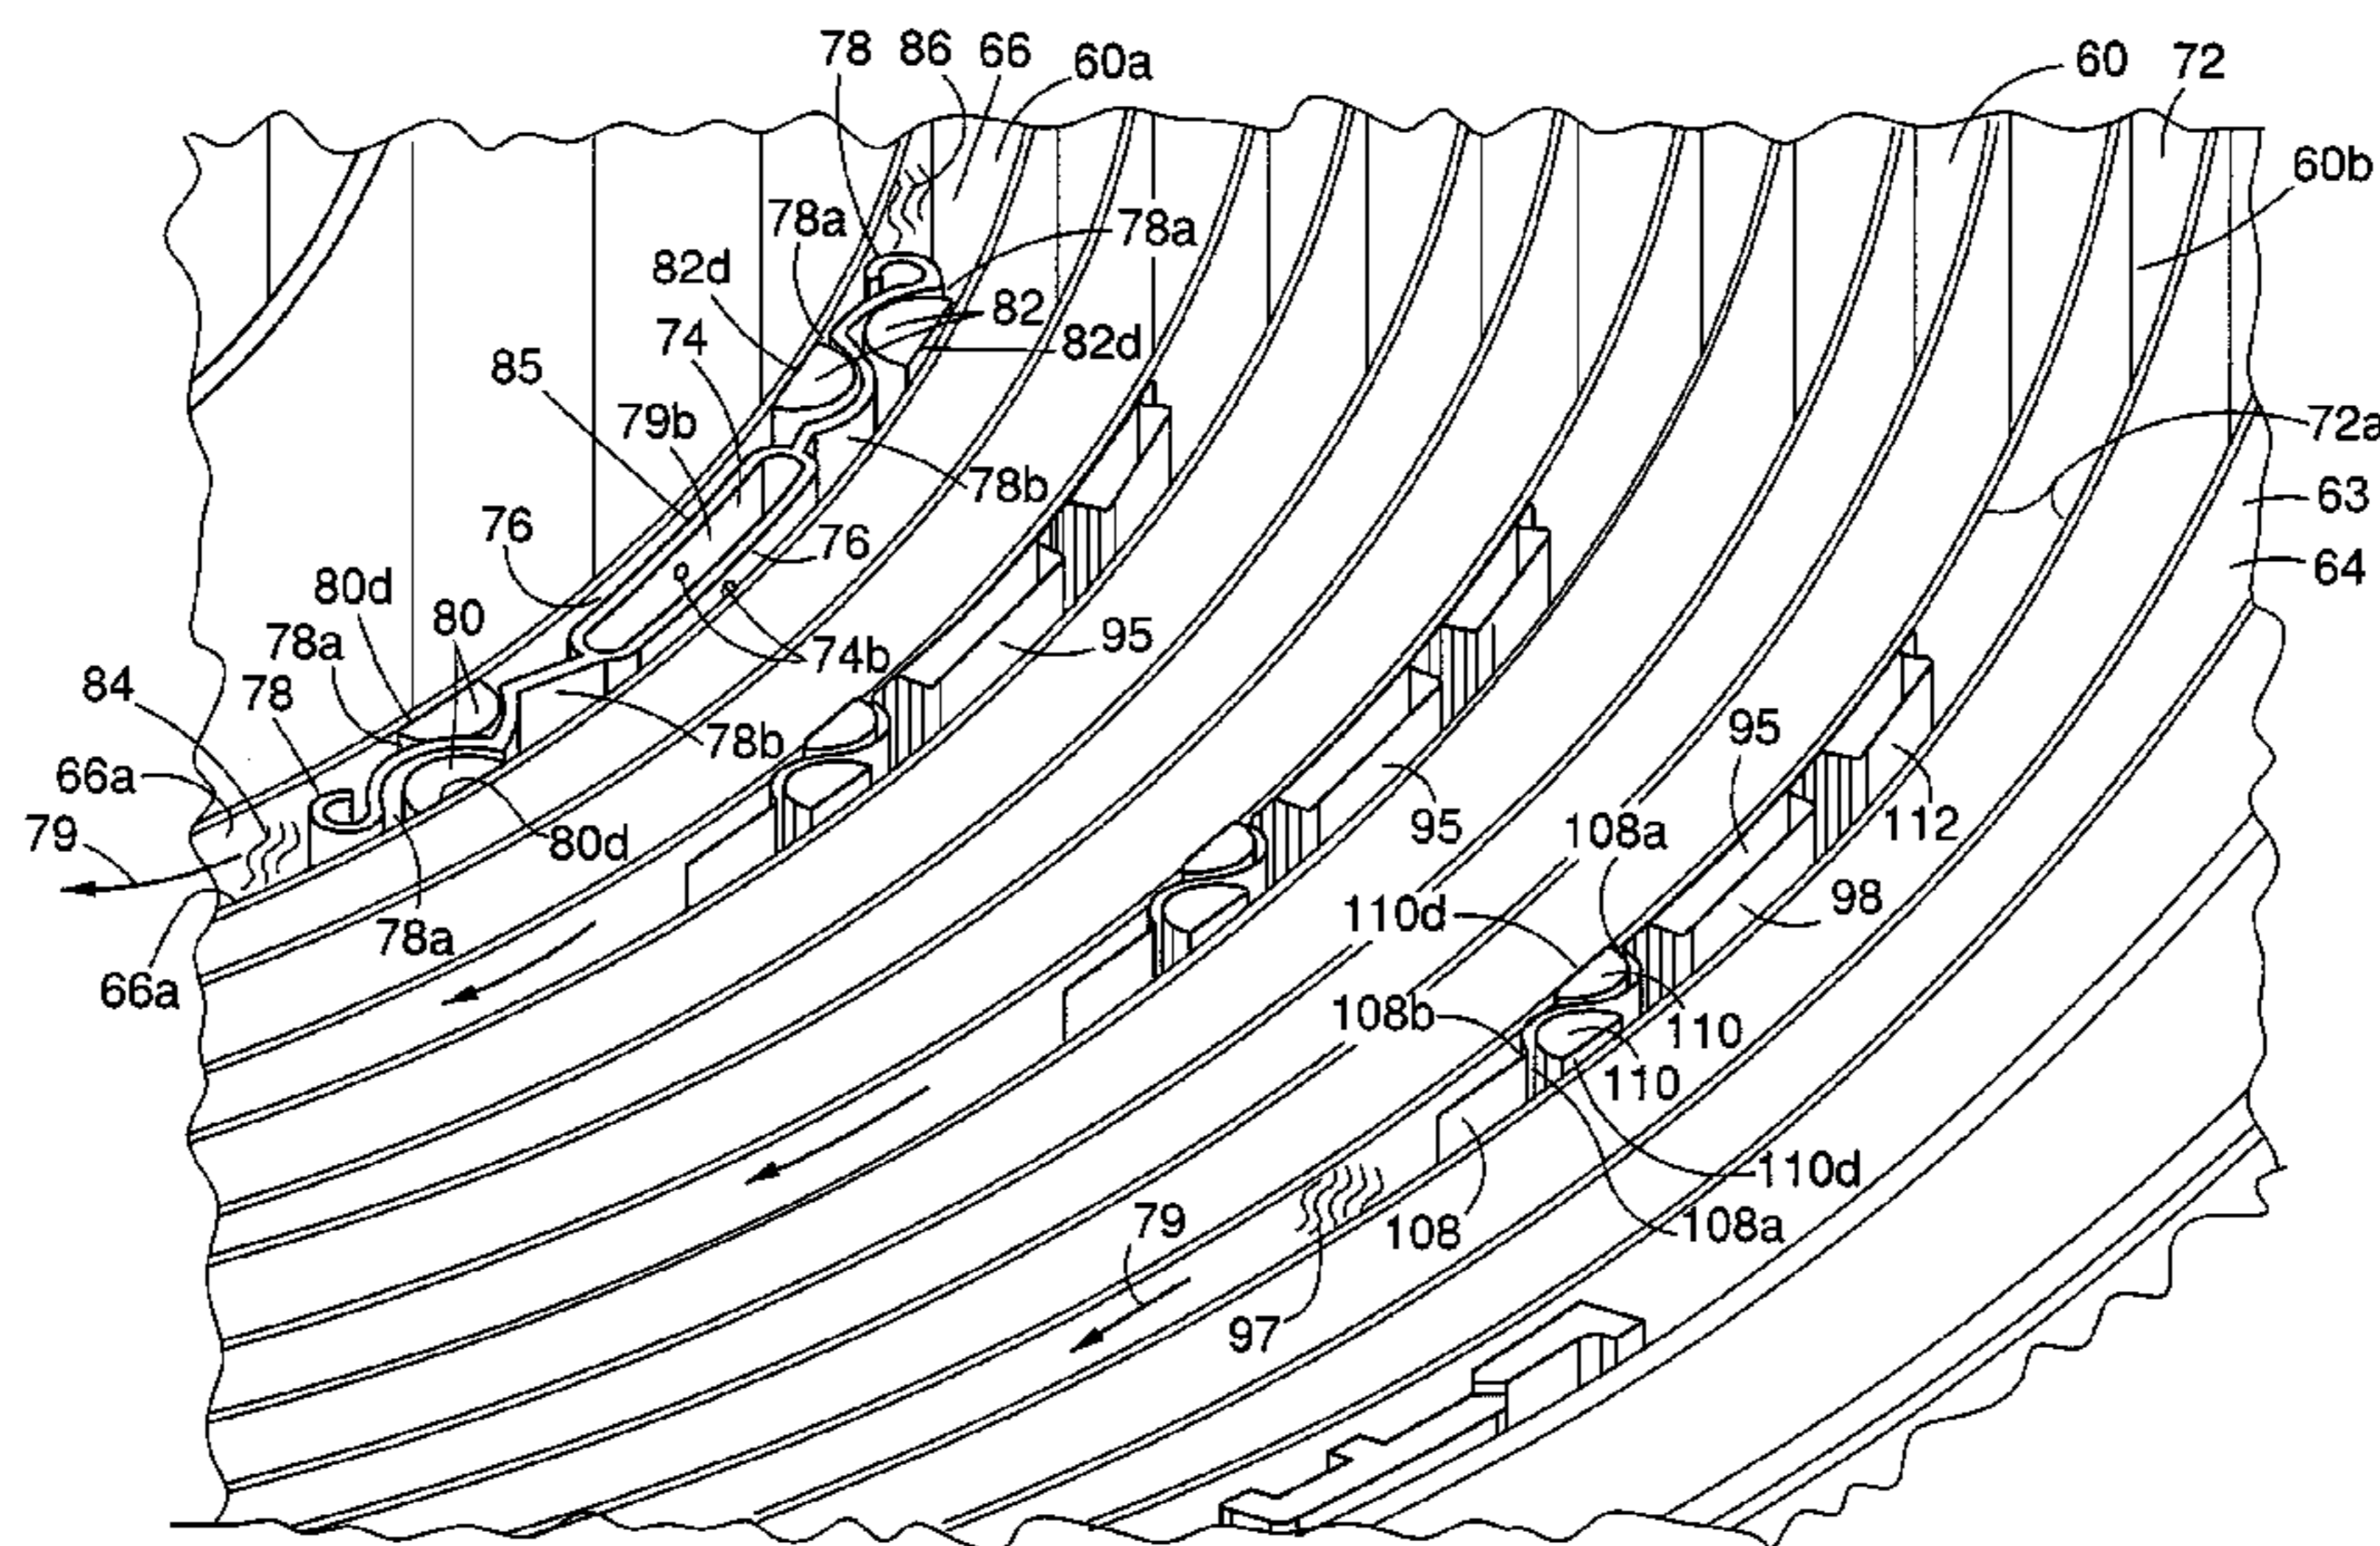 78 86 66 60a 60 72
60b
78a 78a
82d
82
74 82d
85
79b 72a
78b 63
76 76 64
80d 80
78a 74b 95
78
84 78b 95
66a
79 80d 95 108a 112
78a 110d 98
66a
108b 110
110
110d
79 108 108a
97